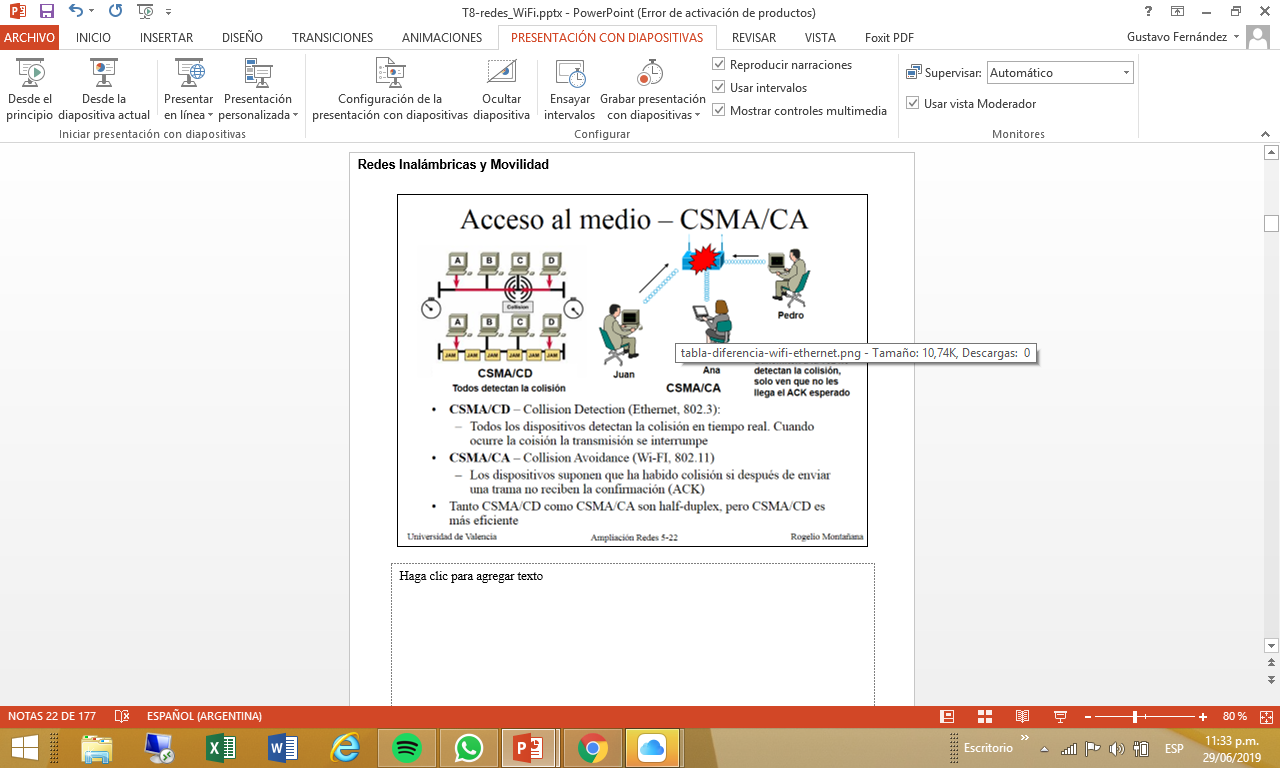 T8-redes_WiFi.pptx - PowerPoint (Error de activación de productos)
ARCHIVO INICIO INSERTAR DISEÑO TRANSICIONES ANIMACIONES PRESENTACIÓN CON DIAPOSITIVAS REVISAR VISTA Foxit PDF
Gustavo Fernández
Desde el principio
Desde la diapositiva actual
Presentar en línea
Presentación personalizada
Configuración de la presentación con diapositivas
Ocultar diapositiva
Ensayar intervalos
Grabar presentación con diapositivas
Reproducir narraciones
Usar intervalos
Mostrar controles multimedia
Supervisar: Automático
Usar vista Moderador
Iniciar presentación con diapositivas
Configurar
Monitores
Redes Inalámbricas y Movilidad
Acceso al medio – CSMA/CA
A B C D
Collision
A B C D
JAM JAM JAM JAM JAM JAM
CSMA/CD
Todos detectan la colisión
Pedro
Juan
Ana
CSMA/CA
tabla-diferencia-wifi-ethernet.png - Tamaño: 10,74K, Descargas: 0
detectan la colisión,
solo ven que no les
llega el ACK esperado
• CSMA/CD – Collision Detection (Ethernet, 802.3):
– Todos los dispositivos detectan la colisión en tiempo real. Cuando
ocurre la coisión la transmisión se interrumpe
• CSMA/CA – Collision Avoidance (Wi-FI, 802.11)
– Los dispositivos suponen que ha habido colisión si después de enviar
una trama no reciben la confirmación (ACK)
• Tanto CSMA/CD como CSMA/CA son half-duplex, pero CSMA/CD es
más eficiente
Universidad de Valencia Ampliación Redes 5-22 Rogelio Montañana
Haga clic para agregar texto
NOTAS 22 DE 177 ESPAÑOL (ARGENTINA) 80 %
Escritorio ESP
11:33 p.m.
29/06/2019